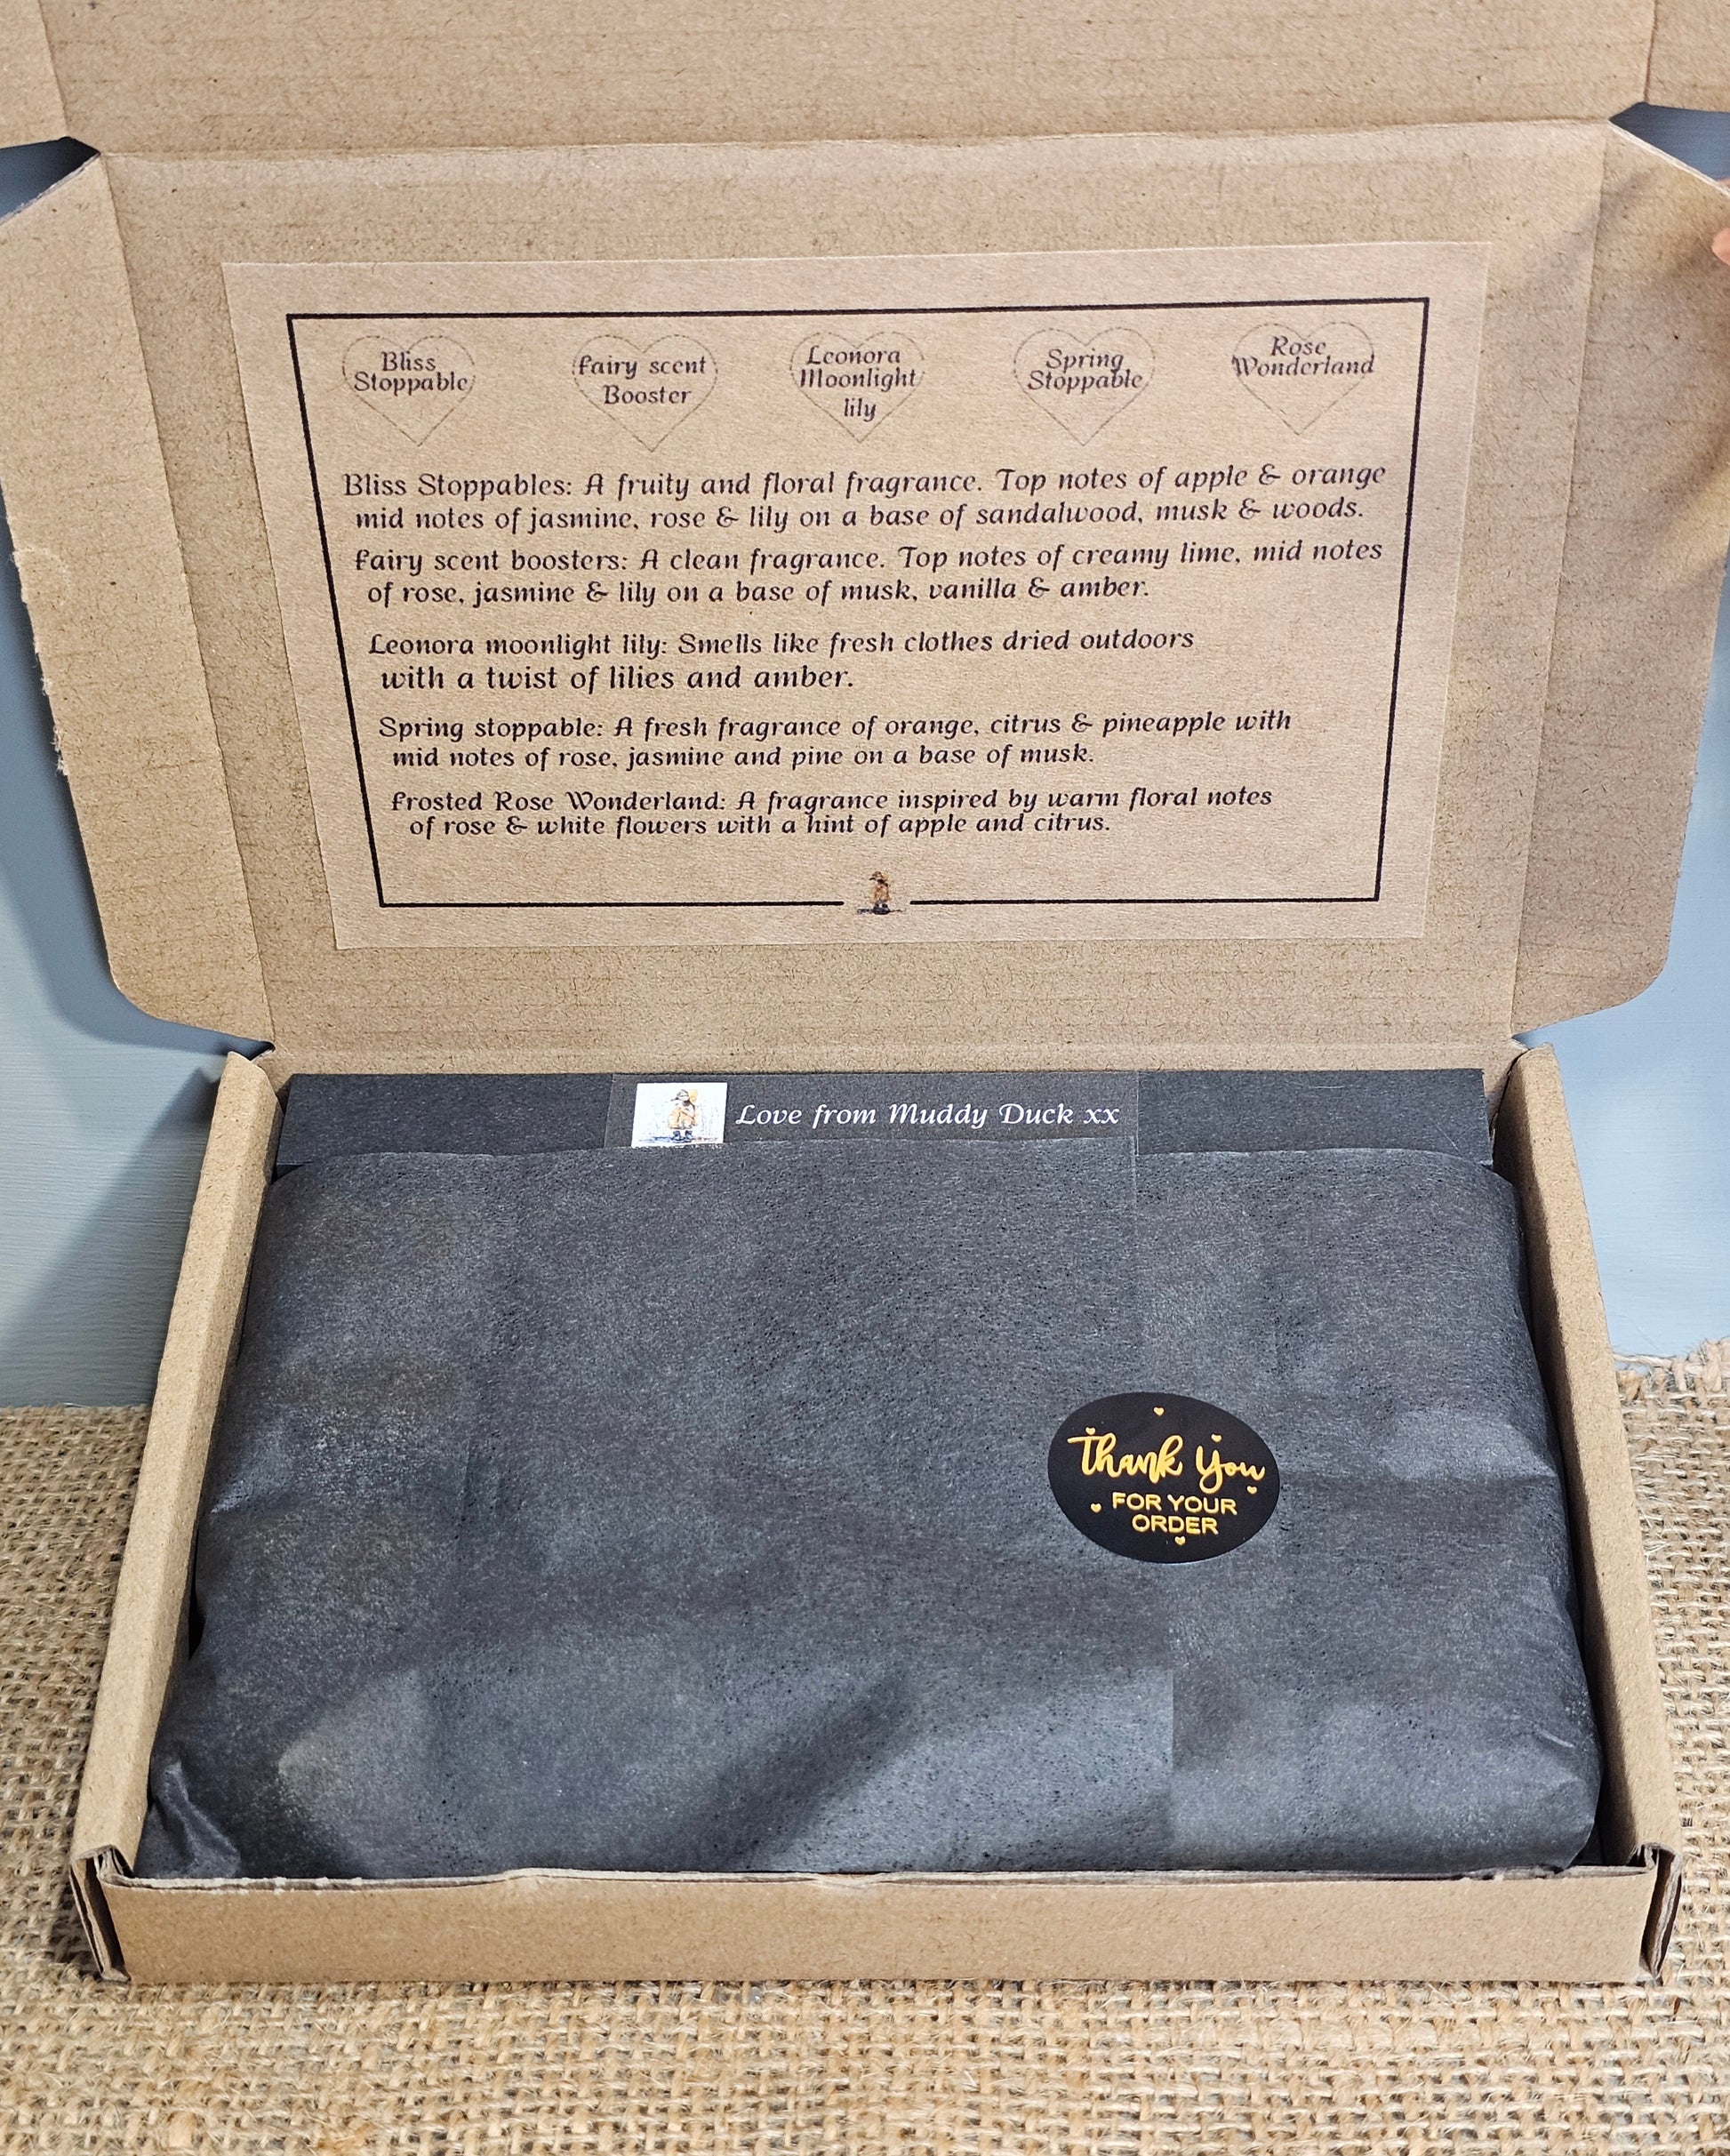 Bliss
Stoppable
Fairy scent
Booster
Leonora
Moonlight
lily
Spring
Stoppable
Rose
Wonderland
Bliss Stoppables: A fruity and floral fragrance. Top notes of apple & orange
mid notes of jasmine, rose & lily on a base of sandalwood, musk & woods.
Fairy scent boosters: A clean fragrance. Top notes of creamy lime, mid notes
of rose, jasmine & lily on a base of musk, vanilla & amber.
Leonora moonlight lily: Smells like fresh clothes dried outdoors
with a twist of lilies and amber.
Spring stoppable: A fresh fragrance of orange, citrus & pineapple with
mid notes of rose, jasmine and pine on a base of musk.
Frosted Rose Wonderland: A fragrance inspired by warm floral notes
of rose & white flowers with a hint of apple and citrus.
Love from Muddy Duck xx
Thank You
FOR YOUR
ORDER